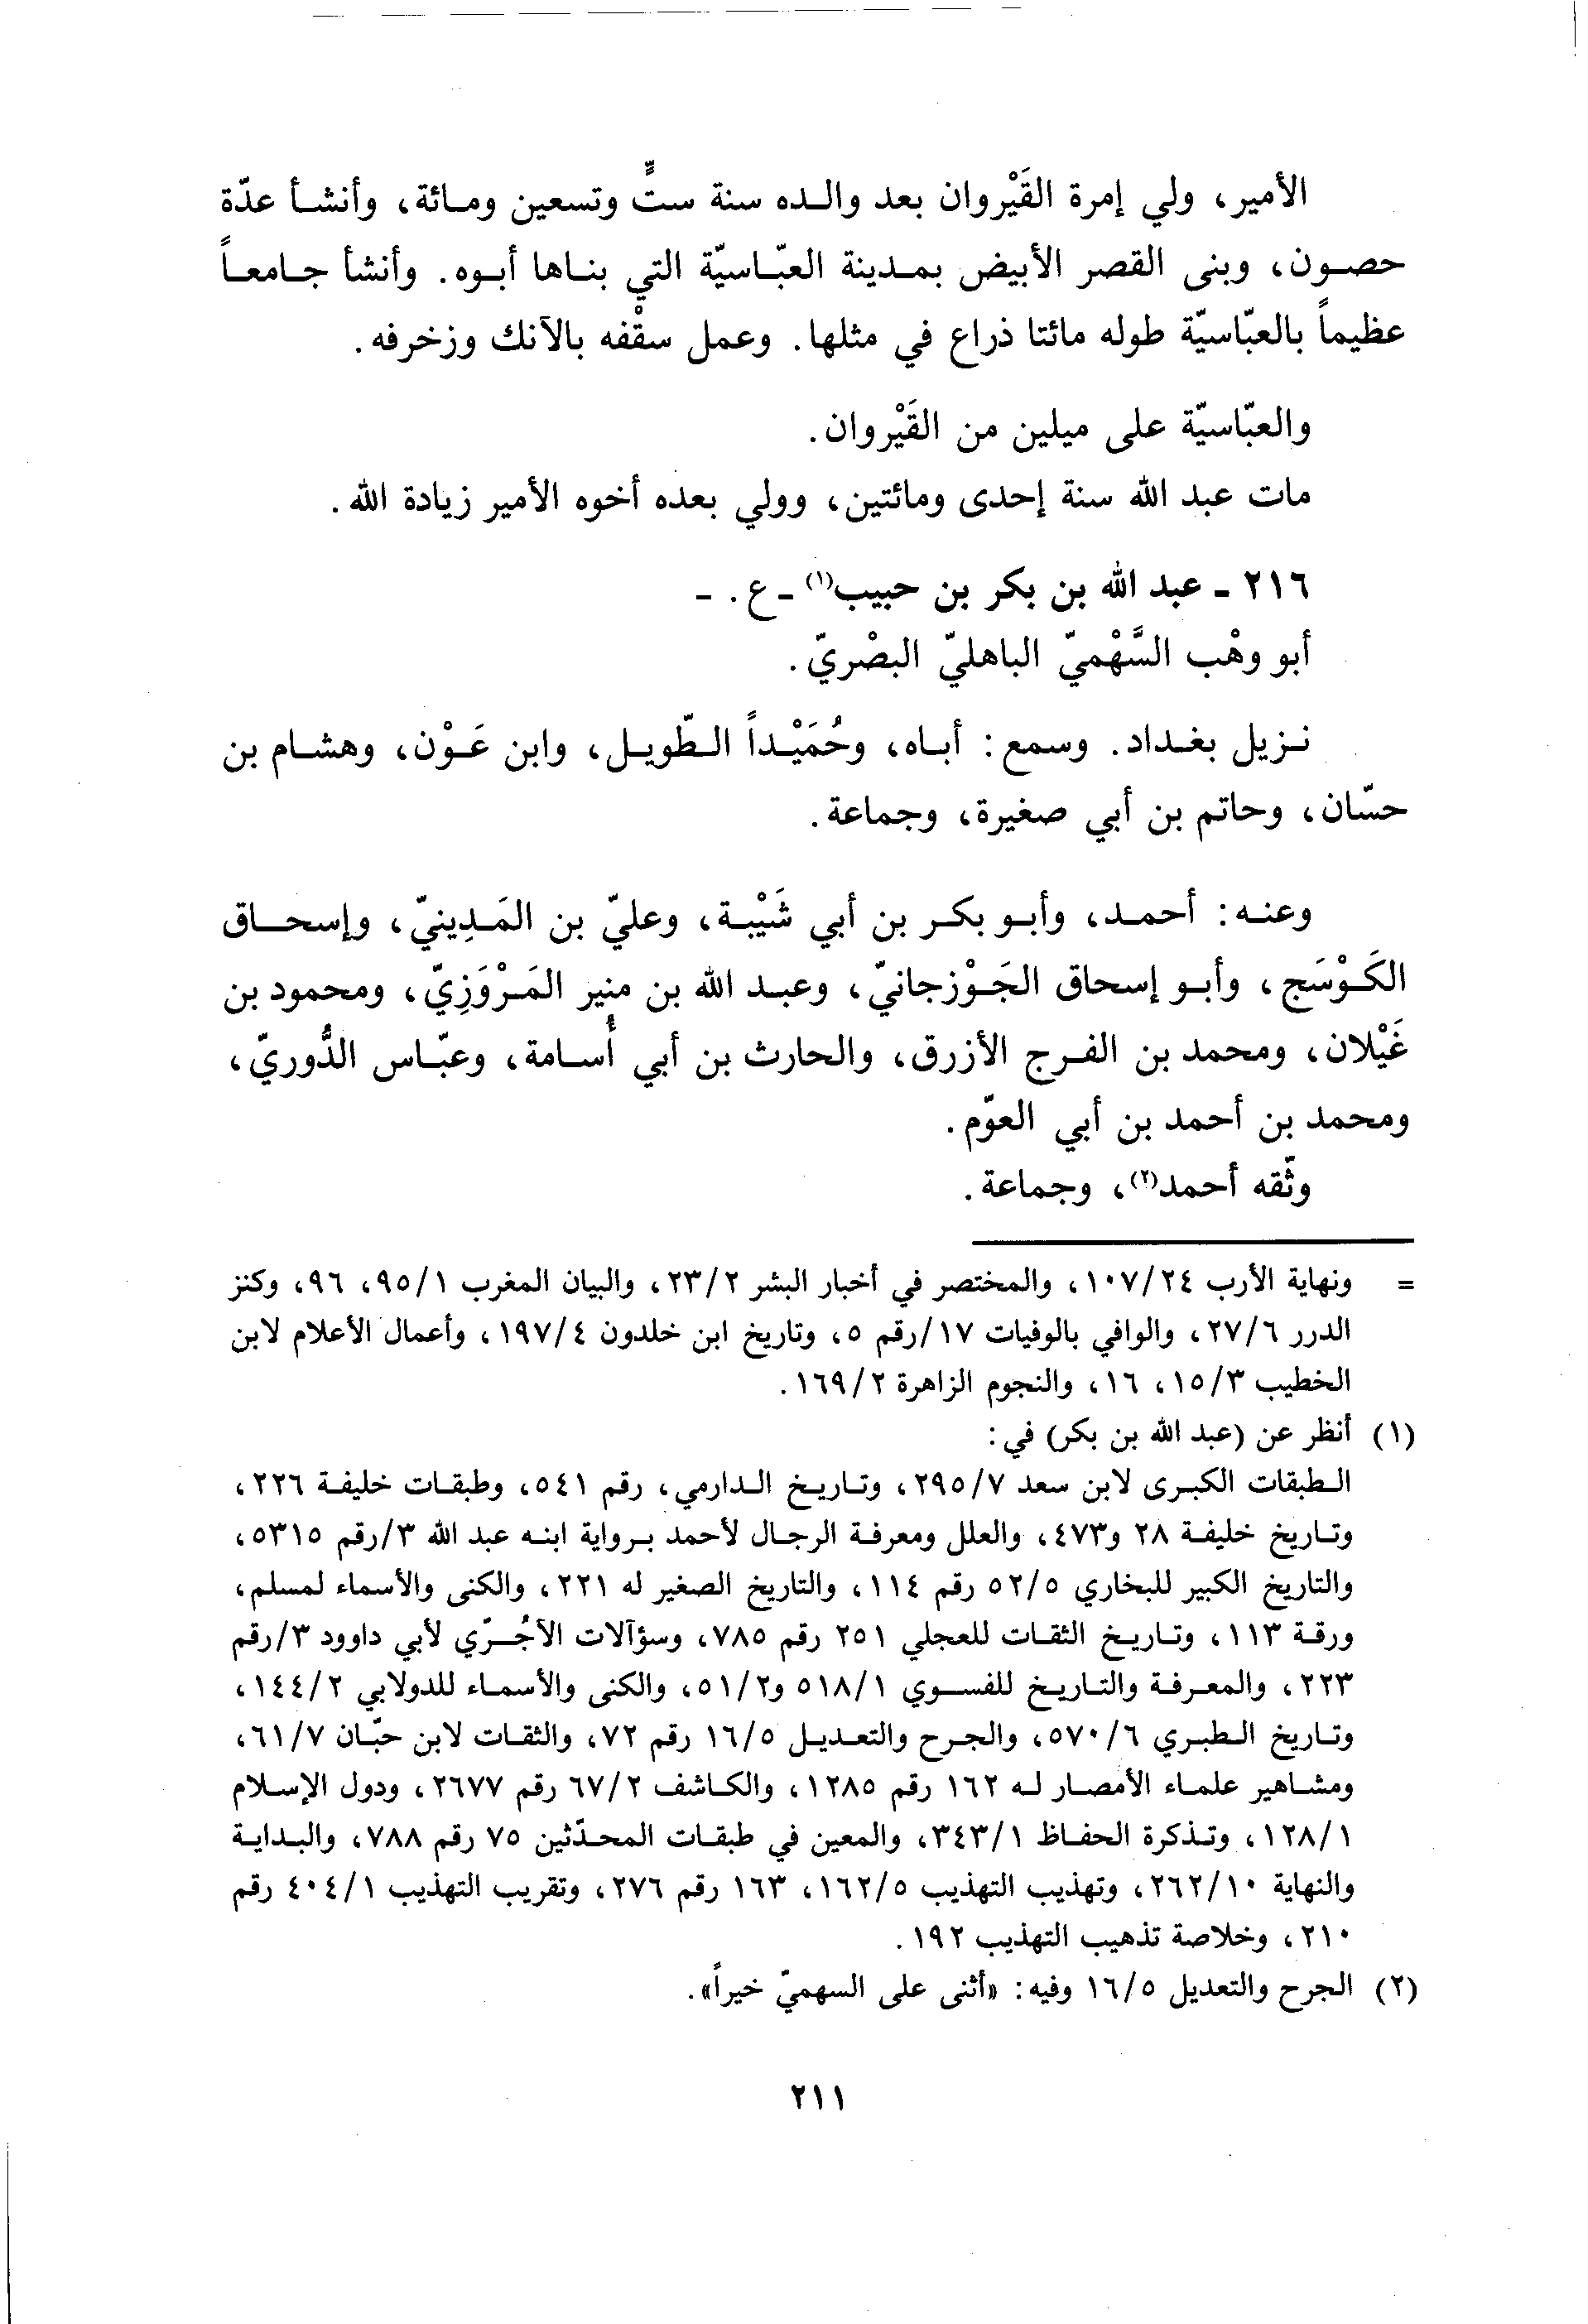 الأمير، ولي إمرة القَيْروان بعد والده سنة ستٍّ وتسعين ومائة، وأنشأ عدّة
حصون، وبنى القصر الأبيض بمدينة العبّاسيّة التي بناها أبوه. وأنشأ جامعاً
عظيماً بالعبّاسيّة طوله مائتا ذراع في مثلها. وعمل سقْفه بالآنك وزخرفه.
والعبّاسيّة على ميلين من القَيْروان.
مات عبد الله سنة إحدى ومائتين، وولي بعده أخوه الأمير زيادة الله.
٢١٦ - عبد الله بن بكر بن حبيب(١) - ع. -
أبو وهْب السَّهْميّ الباهليّ البصْريّ.
نزيل بغداد. وسمع: أباه، وحُمَيْداً الطّويل، وابن عَوْن، وهشام بن
حسّان، وحاتم بن أبي صغيرة، وجماعة.
وعنه: أحمد، وأبو بكر بن أبي شَيْبة، وعليّ بن المَدِينيّ، وإسحاق
الكَوْسَج، وأبو إسحاق الجَوْزجانيّ، وعبد الله بن منير المَرْوَزِيّ، ومحمود بن
غَيْلان، ومحمد بن الفرج الأزرق، والحارث بن أبي أُسامة، وعبّاس الدُّوريّ،
ومحمد بن أحمد بن أبي العوّم.
وثّقه أحمد(٢)، وجماعة.
= ونهاية الأرب ١٠٧/٢٤، والمختصر في أخبار البشر ٢٣/٢، والبيان المغرب ٩٥/١، ٩٦، وكنز
الدرر ٢٧/٦، والوافي بالوفيات ١٧/رقم ٥، وتاريخ ابن خلدون ١٩٧/٤، وأعمال الأعلام لابن
الخطيب ١٥/٣، ١٦، والنجوم الزاهرة ١٦٩/٢.
(١) أنظر عن (عبد الله بن بكر) في:
الطبقات الكبرى لابن سعد ٢٩٥/٧، وتاريخ الدارمي، رقم ٥٤١، وطبقات خليفة ٢٢٦،
وتاريخ خليفة ٢٨ و٤٧٣، والعلل ومعرفة الرجال لأحمد برواية ابنه عبد الله ٣/رقم ٥٣١٥،
والتاريخ الكبير للبخاري ٥٢/٥ رقم ١١٤، والتاريخ الصغير له ٢٢١، والكنى والأسماء لمسلم،
ورقة ١١٣، وتاريخ الثقات للعجلي ٢٥١ رقم ٧٨٥، وسؤآلات الآجُرّي لأبي داوود ٣/رقم
٢٢٣، والمعرفة والتاريخ للفسوي ٥١٨/١ و٥١/٢، والكنى والأسماء للدولابي ١٤٤/٢،
وتاريخ الطبري ٥٧٠/٦، والجرح والتعديل ١٦/٥ رقم ٧٢، والثقات لابن حبّان ٦١/٧،
ومشاهير علماء الأمصار له ١٦٢ رقم ١٢٨٥، والكاشف ٦٧/٢ رقم ٢٦٧٧، ودول الإسلام
١٢٨/١، وتذكرة الحفاظ ٣٤٣/١، والمعين في طبقات المحدّثين ٧٥ رقم ٧٨٨، والبداية
والنهاية ٢٦٢/١٠، وتهذيب التهذيب ١٦٢/٥، ١٦٣ رقم ٢٧٦، وتقريب التهذيب ٤٠٤/١ رقم
٢١٠، وخلاصة تذهيب التهذيب ١٩٢.
(٢) الجرح والتعديل ١٦/٥ وفيه: «أثنى على السهميّ خيراً».
٢١١